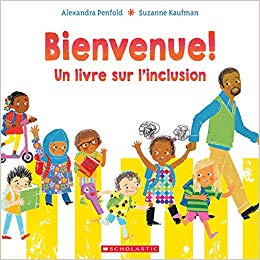 Alexandra Penfold ✷ Suzanne Kaufman
Bienvenue!
Un livre sur l'inclusion
SCHOLASTIC